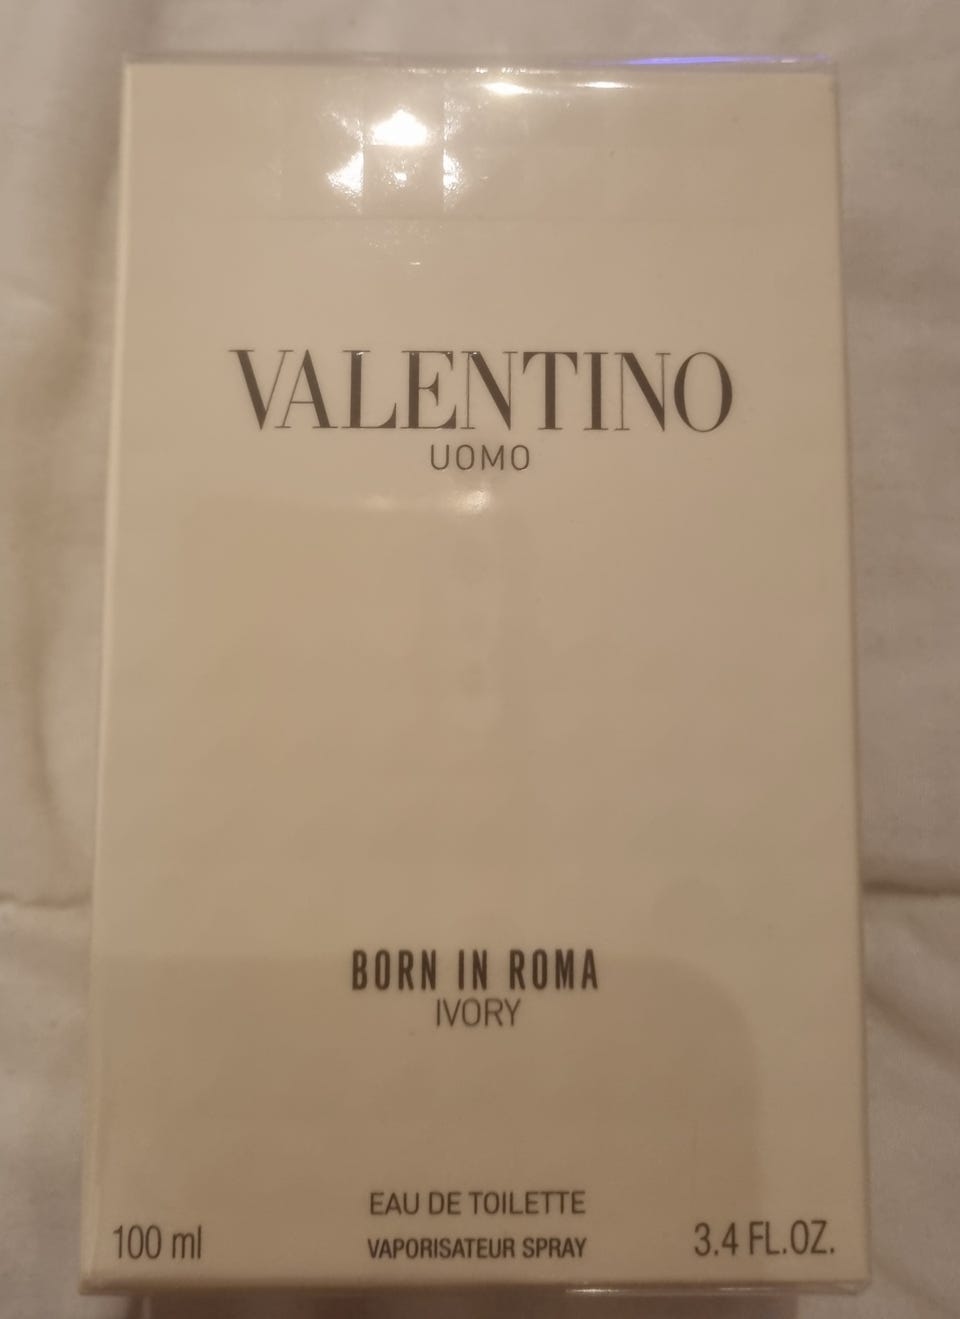 VALENTINO
UOMO
BORN IN ROMA
IVORY
EAU DE TOILETTE
100 ml VAPORISATEUR SPRAY 3.4 FL.OZ.